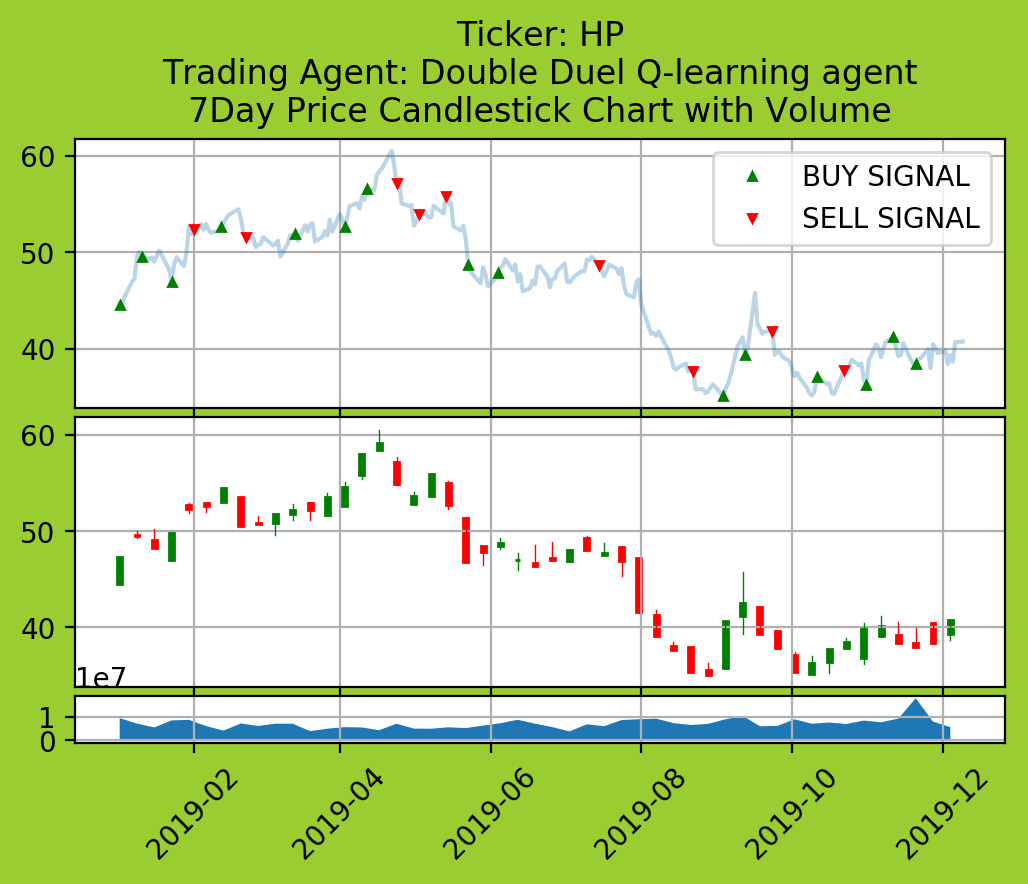 Ticker: HP
Trading Agent: Double Duel Q-learning agent
7Day Price Candlestick Chart with Volume
60
50
40
BUY SIGNAL
SELL SIGNAL
60
50
40
1e7
1
0
2019-02
2019-04
2019-06
2019-08
2019-10
2019-12